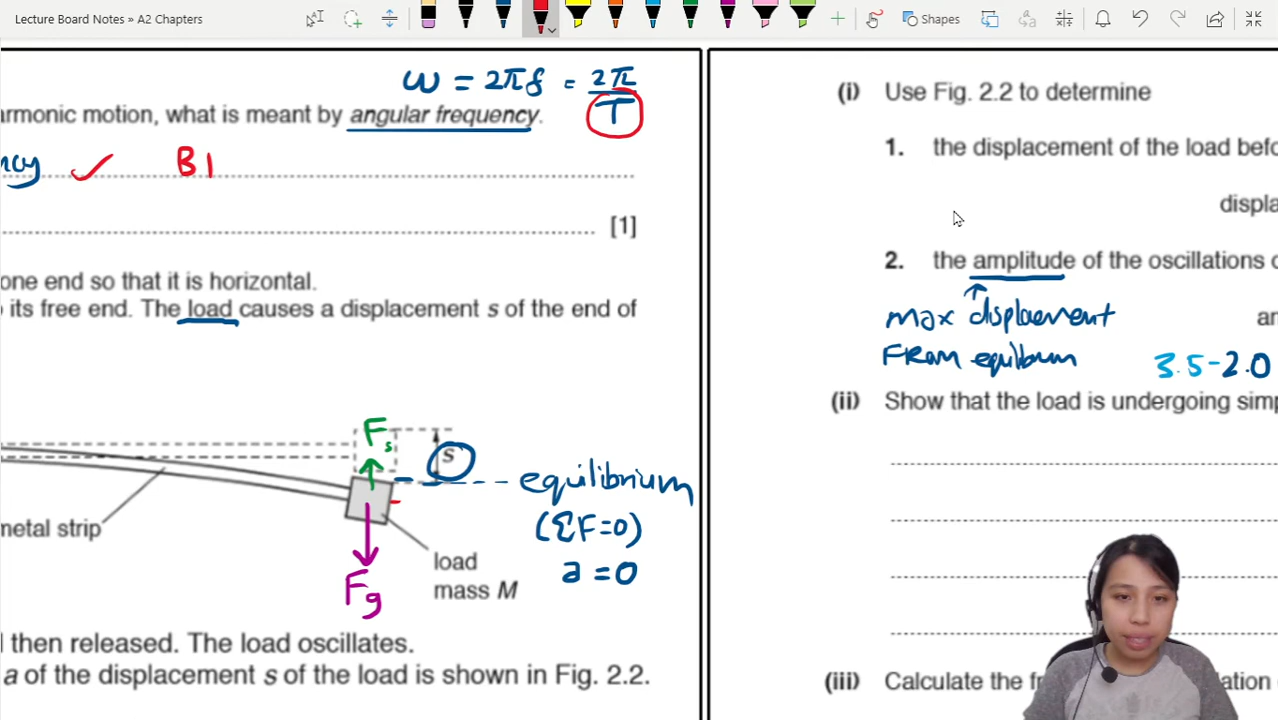 Lecture Board Notes » A2 Chapters
Shapes
ω = 2πf = 2π/T
armonic motion, what is meant by angular frequency.
ncy ✓ B1
[1]
one end so that it is horizontal.
its free end. The load causes a displacement s of the end of
Fs
s
equilibrium
(ΣF=0)
a = 0
metal strip
load
mass M
Fg
then released. The load oscillates.
a of the displacement s of the load is shown in Fig. 2.2.
(i) Use Fig. 2.2 to determine
1. the displacement of the load befo
displa
2. the amplitude of the oscillations o
max displacement
an
From equilbrium
3.5-2.0
(ii) Show that the load is undergoing simp
(iii) Calculate the fr
ation